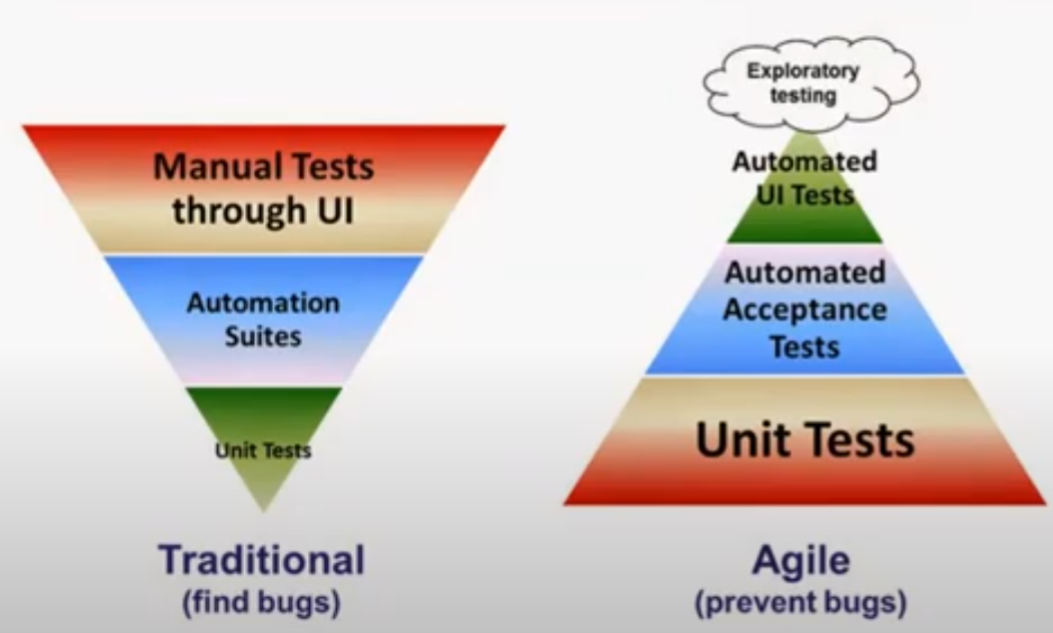 Manual Tests
through UI
Automation
Suites
Unit Tests
Traditional
(find bugs)
Exploratory
testing
Automated
UI Tests
Automated
Acceptance
Tests
Unit Tests
Agile
(prevent bugs)